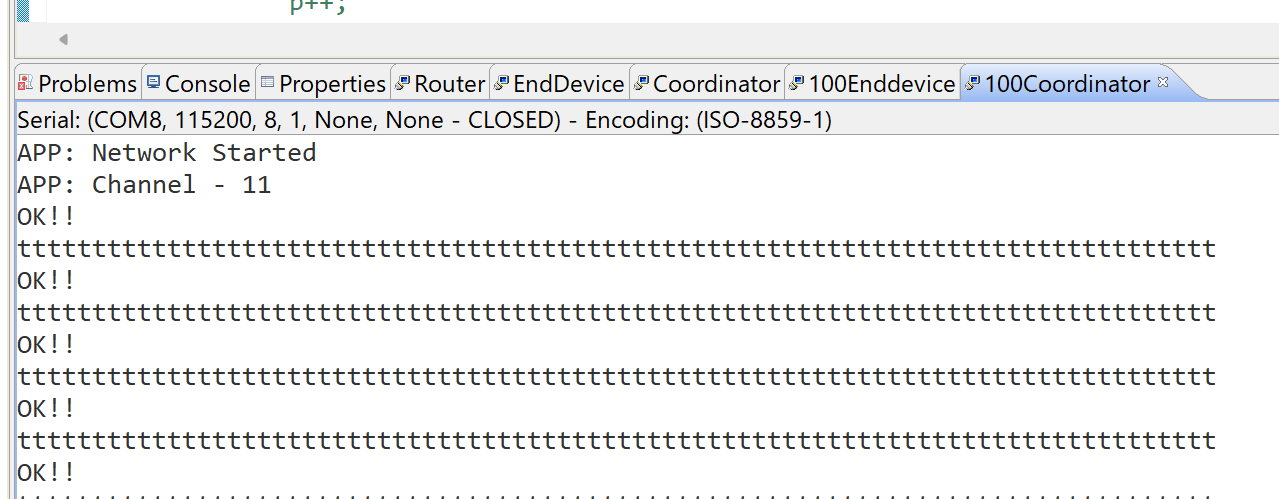 p++;
Problems Console Properties Router EndDevice Coordinator 100Enddevice 100Coordinator
Serial: (COM8, 115200, 8, 1, None, None - CLOSED) - Encoding: (ISO-8859-1)
APP: Network Started
APP: Channel - 11
OK!!
tttttttttttttttttttttttttttttttttttttttttttttttttttttttttttttttttttttttttttttttt
OK!!
tttttttttttttttttttttttttttttttttttttttttttttttttttttttttttttttttttttttttttttttt
OK!!
tttttttttttttttttttttttttttttttttttttttttttttttttttttttttttttttttttttttttttttttt
OK!!
tttttttttttttttttttttttttttttttttttttttttttttttttttttttttttttttttttttttttttttttt
OK!!